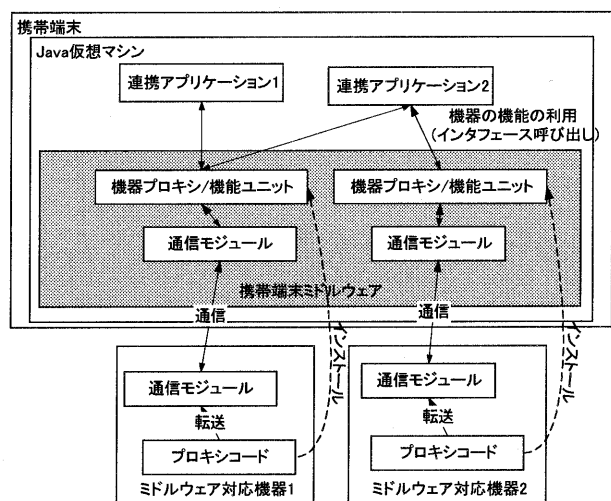 携帯端末
Java仮想マシン
連携アプリケーション1
連携アプリケーション2
機器の機能の利用
(インタフェース呼び出し)
機器プロキシ/機能ユニット
機器プロキシ/機能ユニット
通信モジュール
通信モジュール
携帯端末ミドルウェア
通信
通信
インストール
インストール
通信モジュール
通信モジュール
転送
転送
プロキシコード
プロキシコード
ミドルウェア対応機器1
ミドルウェア対応機器2